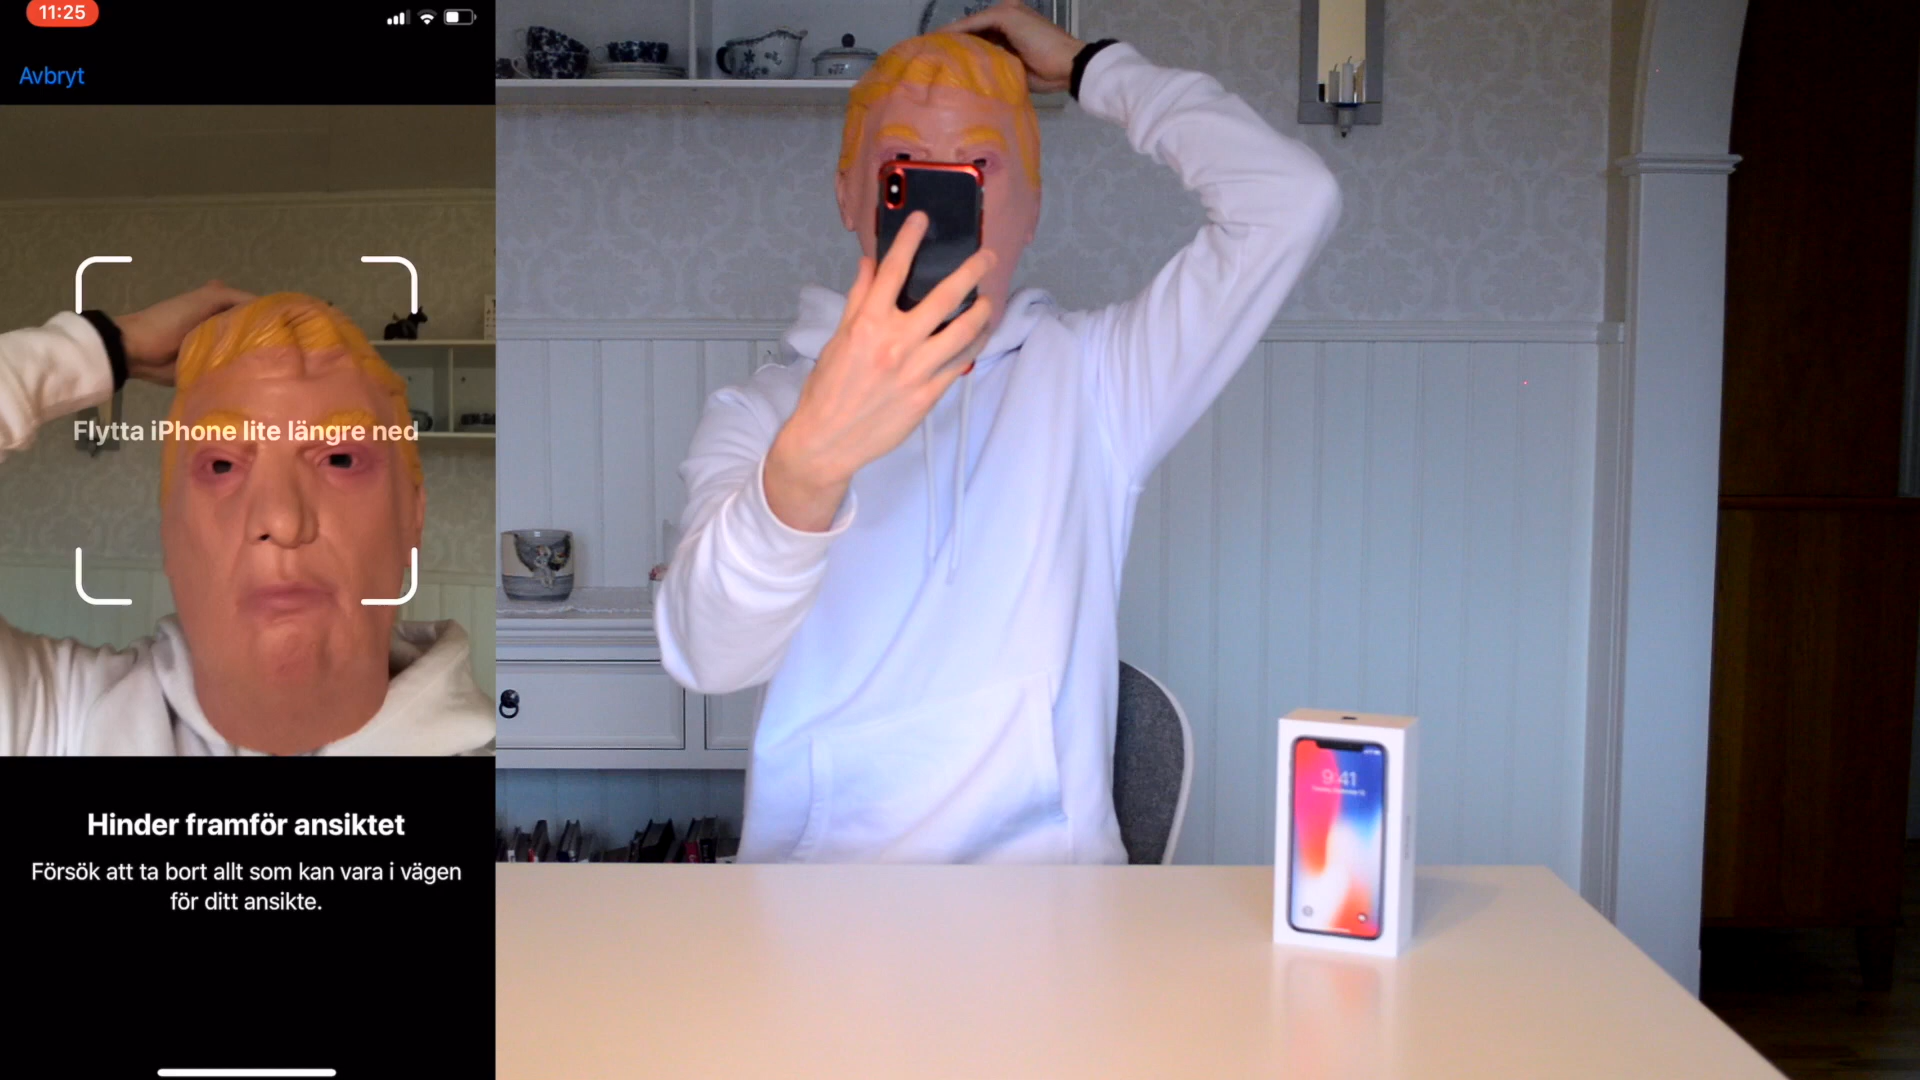 11:25
Avbryt
Flytta iPhone lite längre ned
Hinder framför ansiktet
Försök att ta bort allt som kan vara i vägen
för ditt ansikte.
9:41